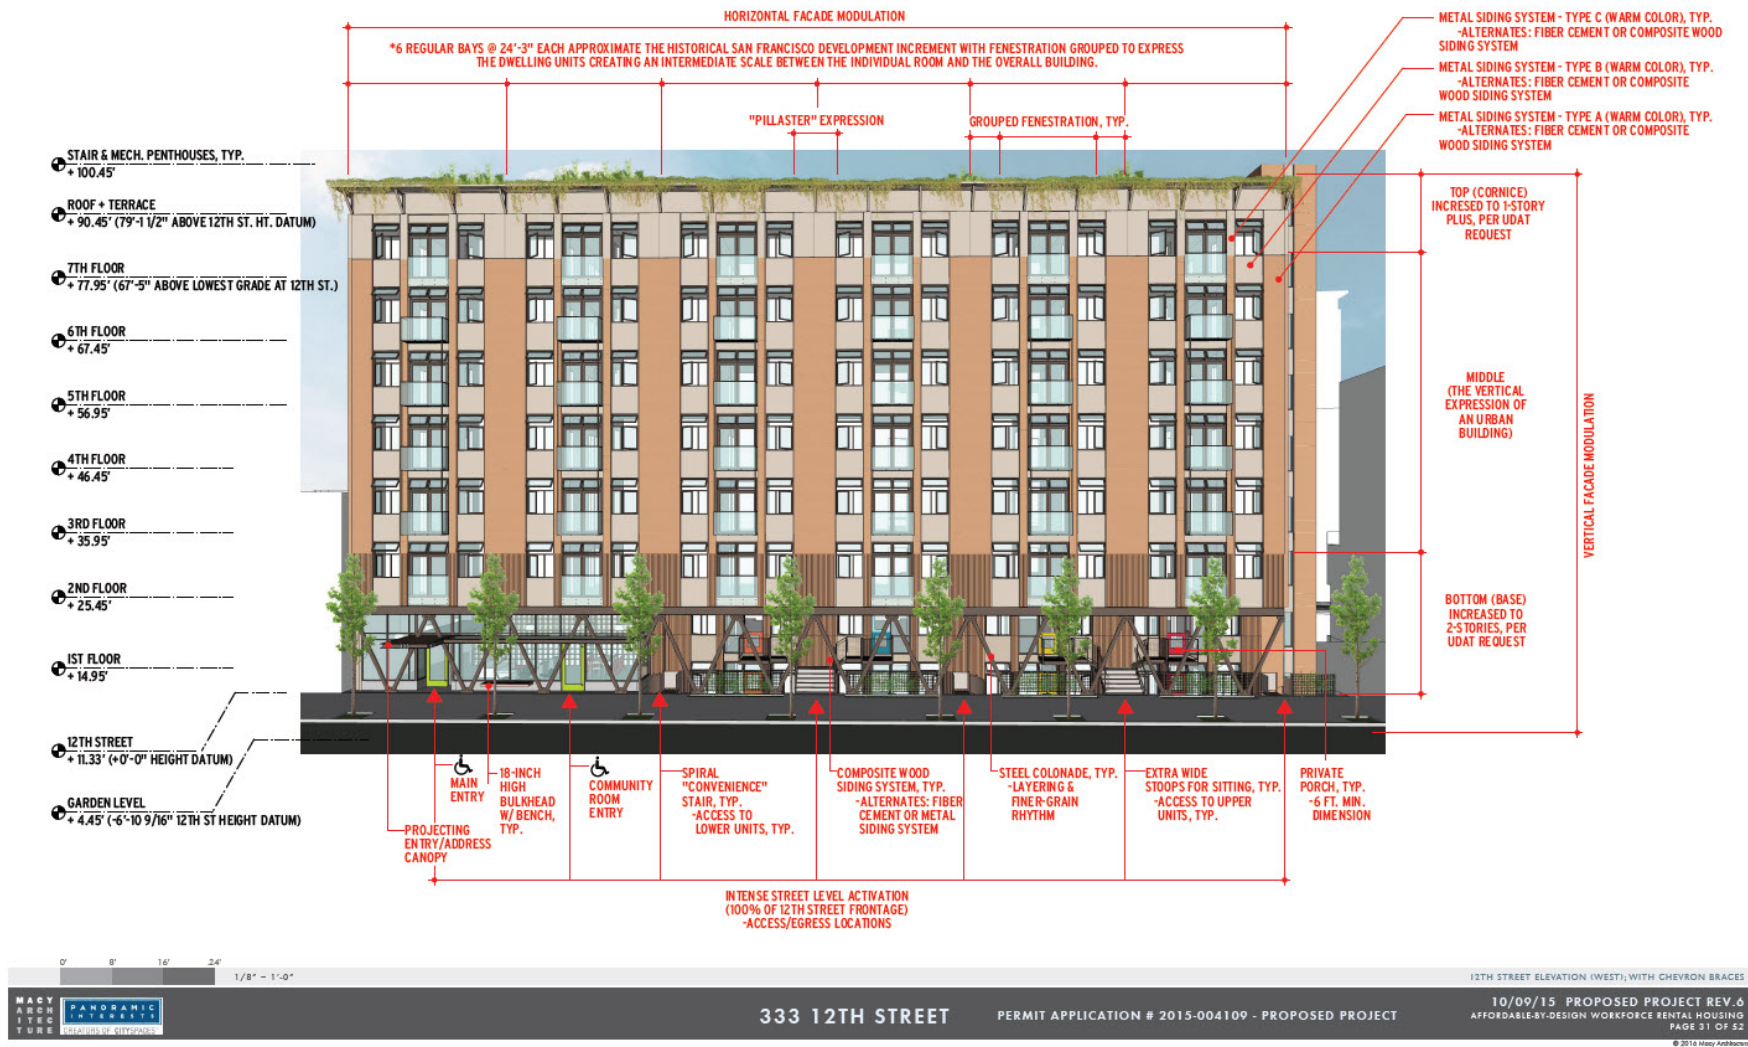 HORIZONTAL FACADE MODULATION
*6 REGULAR BAYS @ 24'-3" EACH APPROXIMATE THE HISTORICAL SAN FRANCISCO DEVELOPMENT INCREMENT WITH FENESTRATION GROUPED TO EXPRESS
THE DWELLING UNITS CREATING AN INTERMEDIATE SCALE BETWEEN THE INDIVIDUAL ROOM AND THE OVERALL BUILDING.
"PILLASTER" EXPRESSION
GROUPED FENESTRATION, TYP.
METAL SIDING SYSTEM - TYPE C (WARM COLOR), TYP.
-ALTERNATES: FIBER CEMENT OR COMPOSITE WOOD
SIDING SYSTEM
METAL SIDING SYSTEM - TYPE B (WARM COLOR), TYP.
-ALTERNATES: FIBER CEMENT OR COMPOSITE
WOOD SIDING SYSTEM
METAL SIDING SYSTEM - TYPE A (WARM COLOR), TYP.
-ALTERNATES: FIBER CEMENT OR COMPOSITE
WOOD SIDING SYSTEM
STAIR & MECH. PENTHOUSES, TYP.
+ 100.45'
ROOF + TERRACE
+ 90.45' (79'-1 1/2" ABOVE 12TH ST. HT. DATUM)
7TH FLOOR
+ 77.95' (67'-5" ABOVE LOWEST GRADE AT 12TH ST.)
6TH FLOOR
+ 67.45'
5TH FLOOR
+ 56.95'
4TH FLOOR
+ 46.45'
3RD FLOOR
+ 35.95'
2ND FLOOR
+ 25.45'
1ST FLOOR
+ 14.95'
12TH STREET
+ 11.33' (+0'-0" HEIGHT DATUM)
GARDEN LEVEL
+ 4.45' (-6'-10 9/16" 12TH ST HEIGHT DATUM)
TOP (CORNICE)
INCRESED TO 1-STORY
PLUS, PER UDAT
REQUEST
MIDDLE
(THE VERTICAL
EXPRESSION OF
AN URBAN
BUILDING)
BOTTOM (BASE)
INCREASED TO
2-STORIES, PER
UDAT REQUEST
VERTICAL FACADE MODULATION
PROJECTING
ENTRY/ADDRESS
CANOPY
MAIN
ENTRY
18-INCH
HIGH
BULKHEAD
W/ BENCH,
TYP.
COMMUNITY
ROOM
ENTRY
SPIRAL
"CONVENIENCE"
STAIR, TYP.
-ACCESS TO
LOWER UNITS, TYP.
COMPOSITE WOOD
SIDING SYSTEM, TYP.
-ALTERNATES: FIBER
CEMENT OR METAL
SIDING SYSTEM
STEEL COLONADE, TYP.
-LAYERING &
FINER-GRAIN
RHYTHM
EXTRA WIDE
STOOPS FOR SITTING, TYP.
-ACCESS TO UPPER
UNITS, TYP.
PRIVATE
PORCH, TYP.
-6 FT. MIN.
DIMENSION
INTENSE STREET LEVEL ACTIVATION
(100% OF 12TH STREET FRONTAGE)
-ACCESS/EGRESS LOCATIONS
0' 8' 16' 24'
1/8" = 1'-0"
12TH STREET ELEVATION (WEST); WITH CHEVRON BRACES
MACY
ARCH
ITEC
TURE
PANORAMIC
INTERESTS
CREATORS OF CITYSPACES
333 12TH STREET
PERMIT APPLICATION # 2015-004109 - PROPOSED PROJECT
10/09/15 PROPOSED PROJECT REV.6
AFFORDABLE-BY-DESIGN WORKFORCE RENTAL HOUSING
PAGE 31 OF 52
© 2016 Macy Architecture